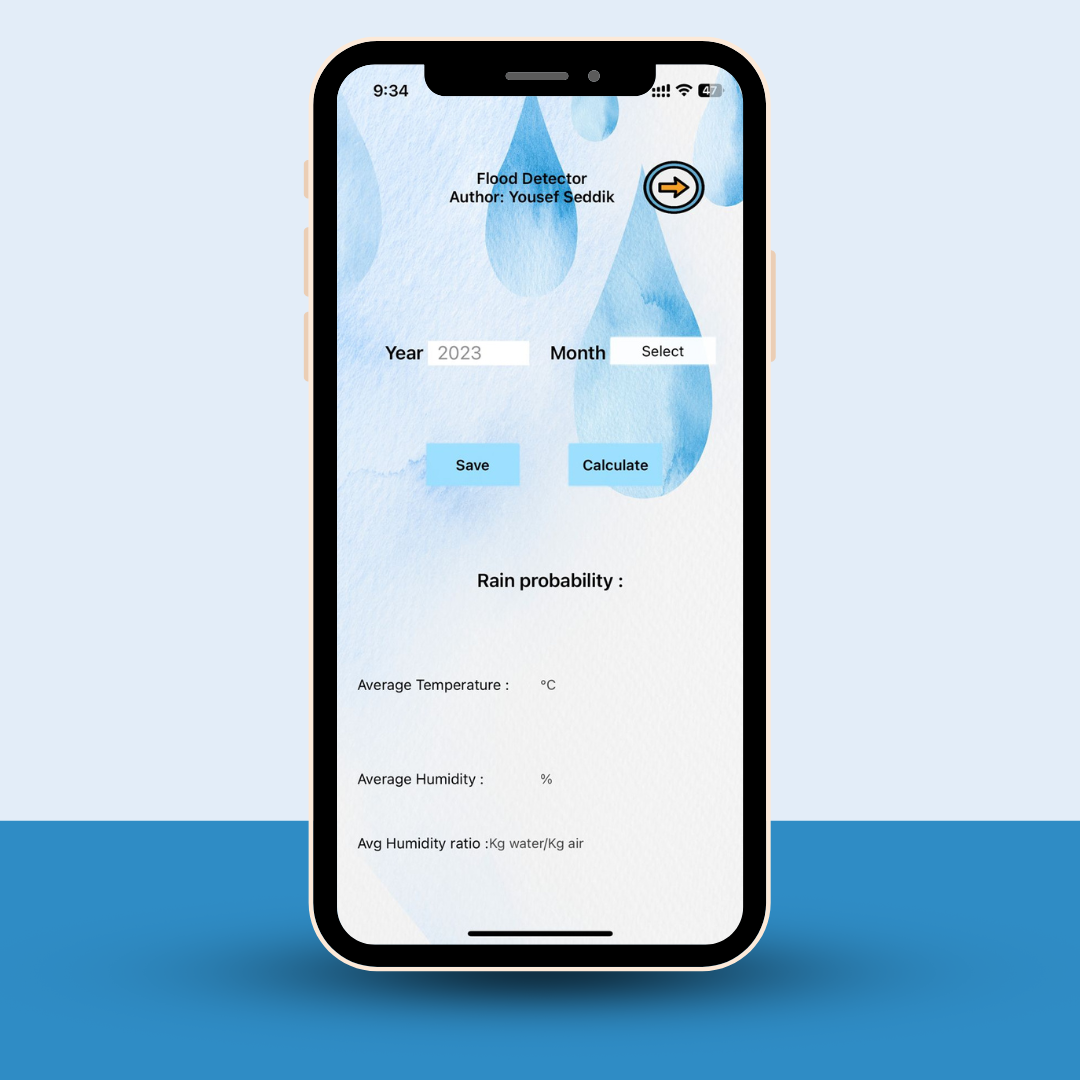 9:34
47
Flood Detector
Author: Yousef Seddik
Year 2023 Month Select
Save Calculate
Rain probability :
Average Temperature : °C
Average Humidity : %
Avg Humidity ratio :Kg water/Kg air